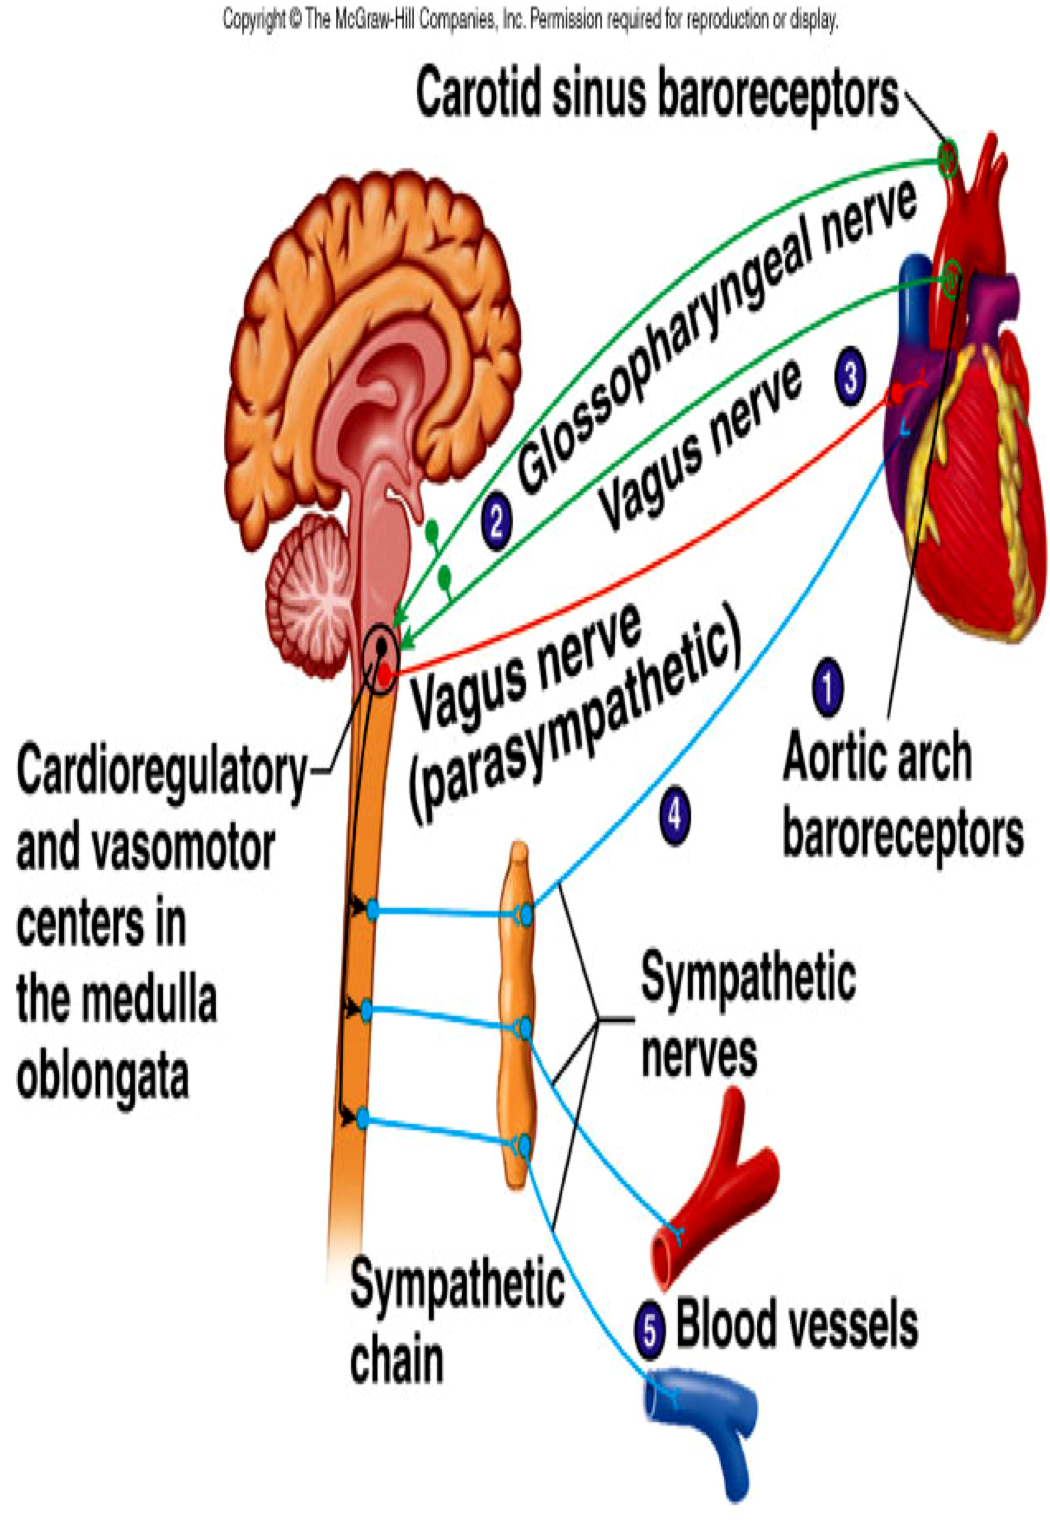 Copyright © The McGraw-Hill Companies, Inc. Permission required for reproduction or display.
Carotid sinus baroreceptors
Glossopharyngeal nerve
3
Vagus nerve
2
Vagus nerve
(parasympathetic)
1
Aortic arch
baroreceptors
Cardioregulatory
and vasomotor
centers in
the medulla
oblongata
4
Sympathetic
nerves
Sympathetic
chain
5 Blood vessels